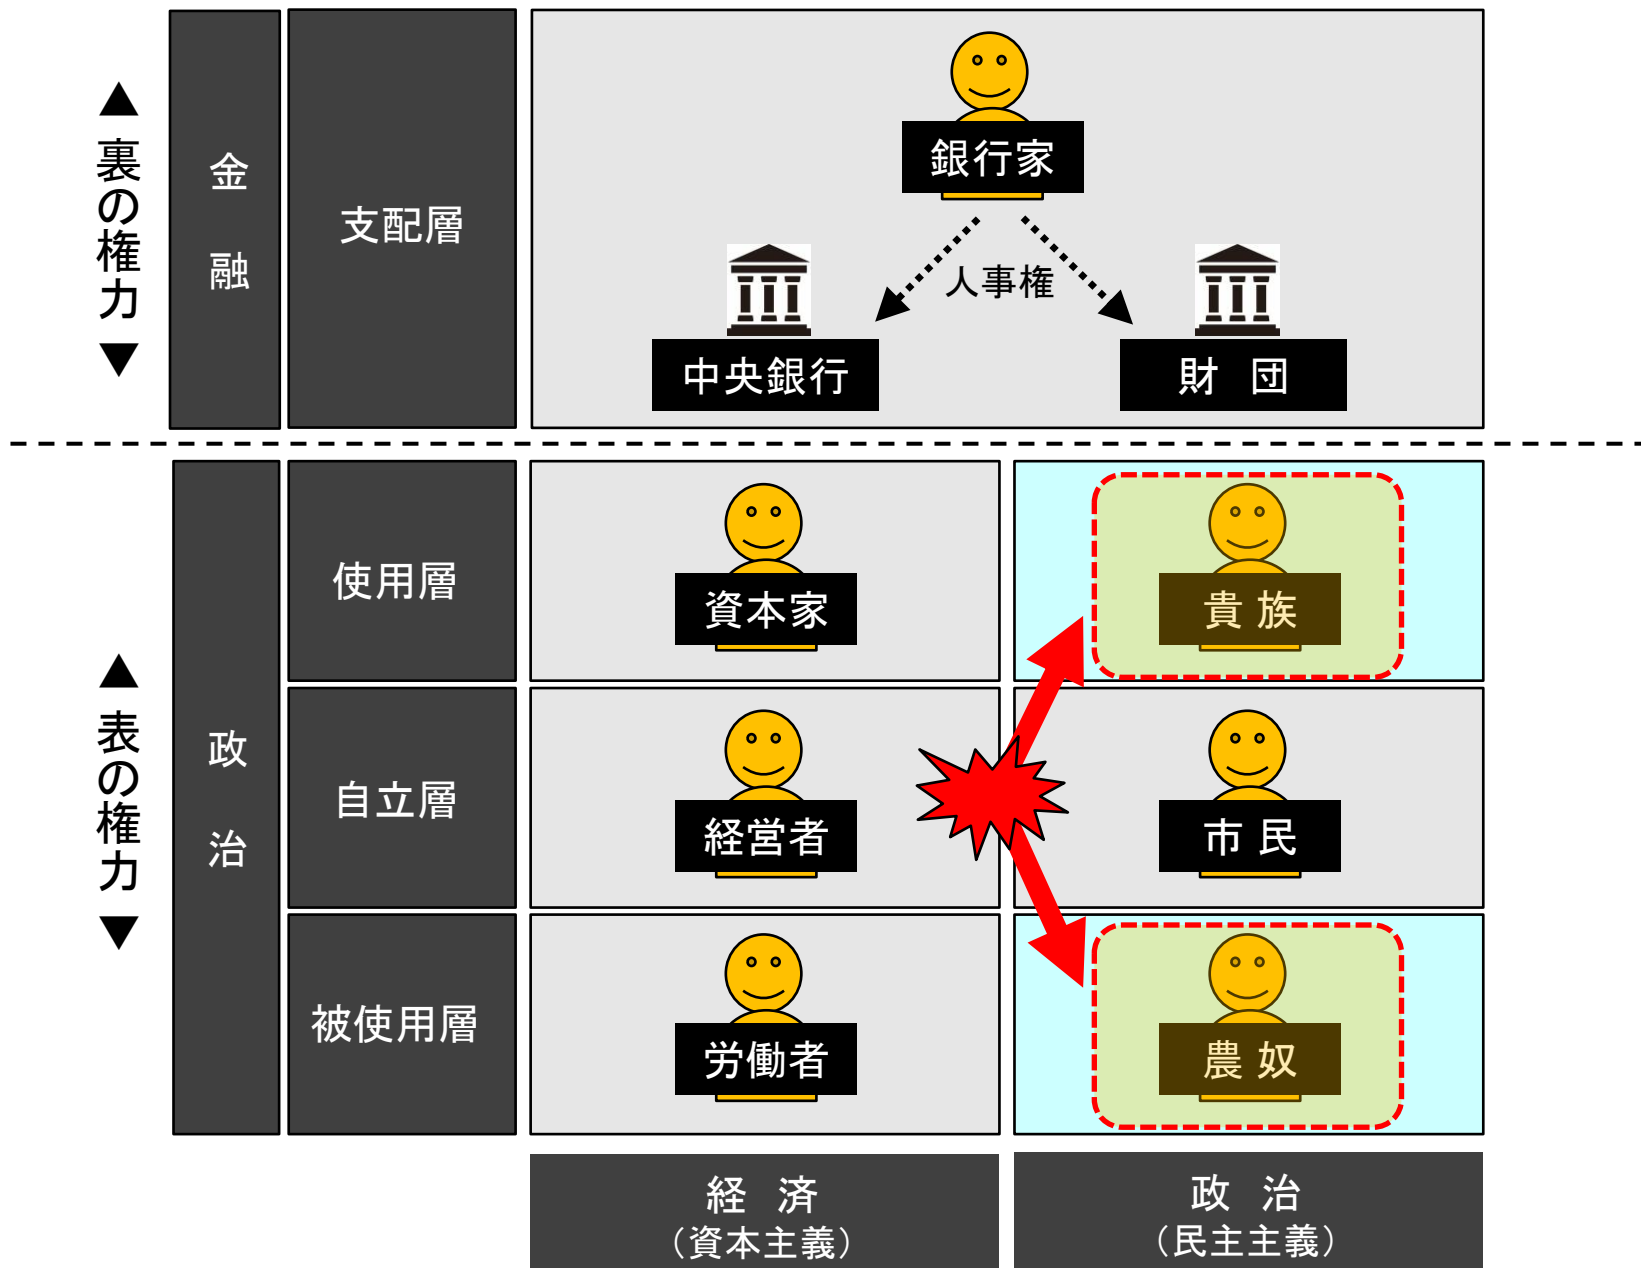 ▲裏の権力▼
金融
支配層
銀行家
人事権
中央銀行
財団
▲表の権力▼
政治
使用層
資本家
貴族
自立層
経営者
市民
被使用層
労働者
農奴
経済
（資本主義）
政治
（民主主義）